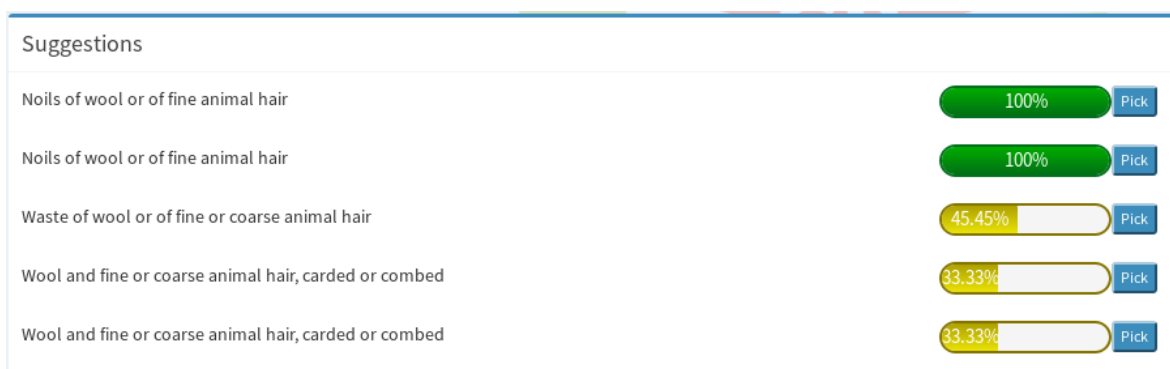 Suggestions
Noils of wool or of fine animal hair 100% Pick
Noils of wool or of fine animal hair 100% Pick
Waste of wool or of fine or coarse animal hair 45.45% Pick
Wool and fine or coarse animal hair, carded or combed 33.33% Pick
Wool and fine or coarse animal hair, carded or combed 33.33% Pick